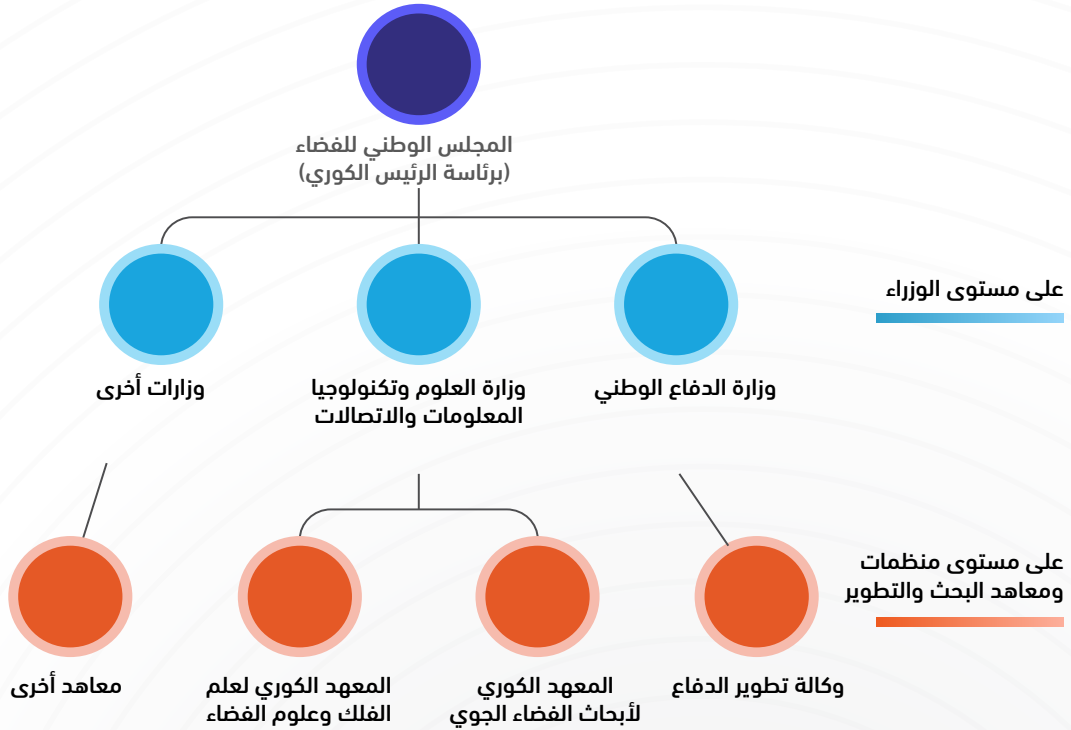 المجلس الوطني للفضاء
(برئاسة الرئيس الكوري)
على مستوى الوزراء
وزارة الدفاع الوطني
وزارة العلوم وتكنولوجيا
المعلومات والاتصالات
وزارات أخرى
على مستوى منظمات
ومعاهد البحث والتطوير
وكالة تطوير الدفاع
المعهد الكوري
لأبحاث الفضاء الجوي
المعهد الكوري لعلم
الفلك وعلوم الفضاء
معاهد أخرى